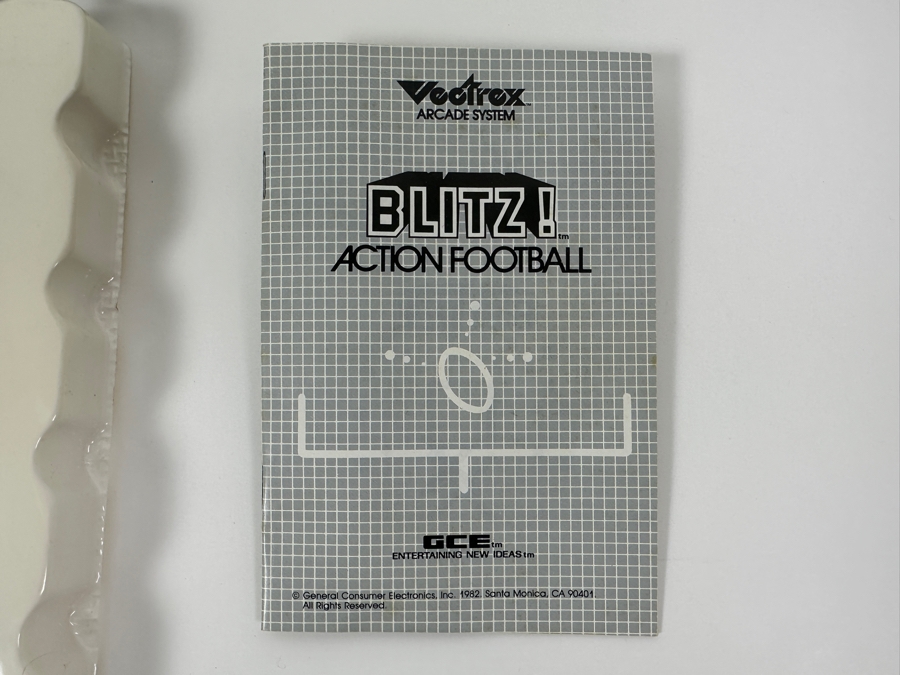 Vectrex
ARCADE SYSTEM
BLITZ! tm
ACTION FOOTBALL
GCE tm
ENTERTAINING NEW IDEAS tm
© General Consumer Electronics, Inc. 1982. Santa Monica, CA 90401
All Rights Reserved.